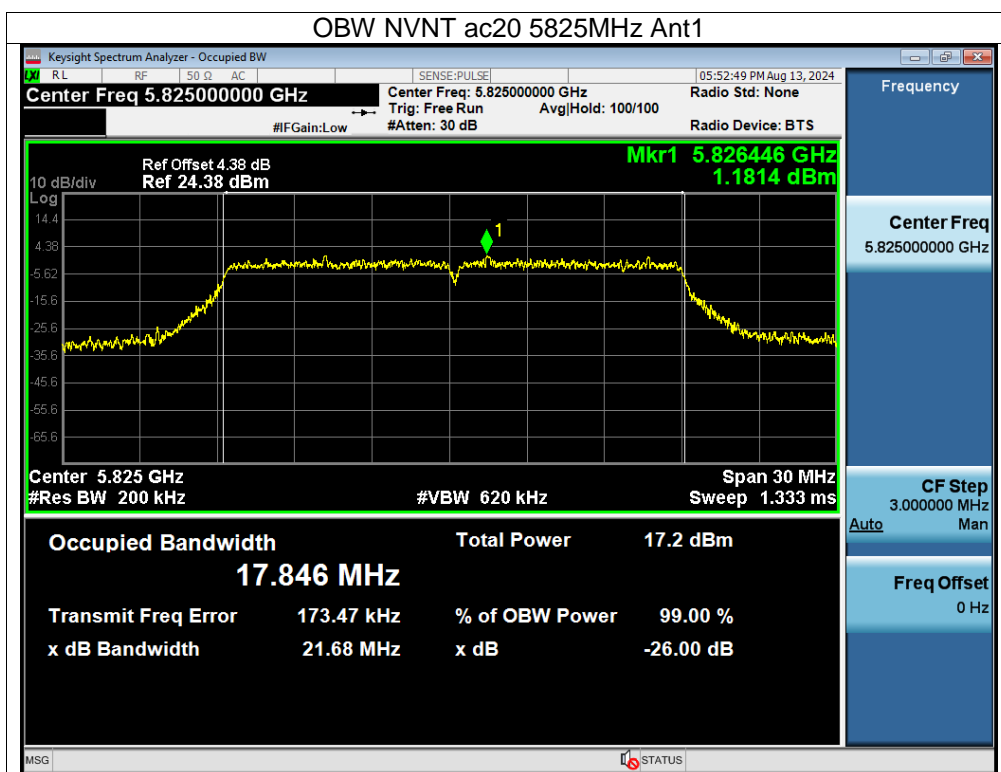 OBW NVNT ac20 5825MHz Ant1
Keysight Spectrum Analyzer - Occupied BW
LXI RL RF 50 Ω AC SENSE:PULSE 05:52:49 PM Aug 13, 2024
Center Freq 5.825000000 GHz
Center Freq: 5.825000000 GHz
Radio Std: None
Trig: Free Run
Avg|Hold: 100/100
#IFGain:Low
#Atten: 30 dB
Radio Device: BTS
Mkr1 5.826446 GHz
1.1814 dBm
Ref Offset 4.38 dB
10 dB/div Ref 24.38 dBm
Log
14.4
4.38
-5.62
-15.6
-25.6
-35.6
-45.6
-55.6
-65.6
1
Center 5.825 GHz Span 30 MHz
#Res BW 200 kHz #VBW 620 kHz Sweep 1.333 ms
Occupied Bandwidth Total Power 17.2 dBm
17.846 MHz
Transmit Freq Error 173.47 kHz % of OBW Power 99.00 %
x dB Bandwidth 21.68 MHz x dB -26.00 dB
Frequency
Center Freq
5.825000000 GHz
CF Step
3.000000 MHz
Auto Man
Freq Offset
0 Hz
MSG STATUS